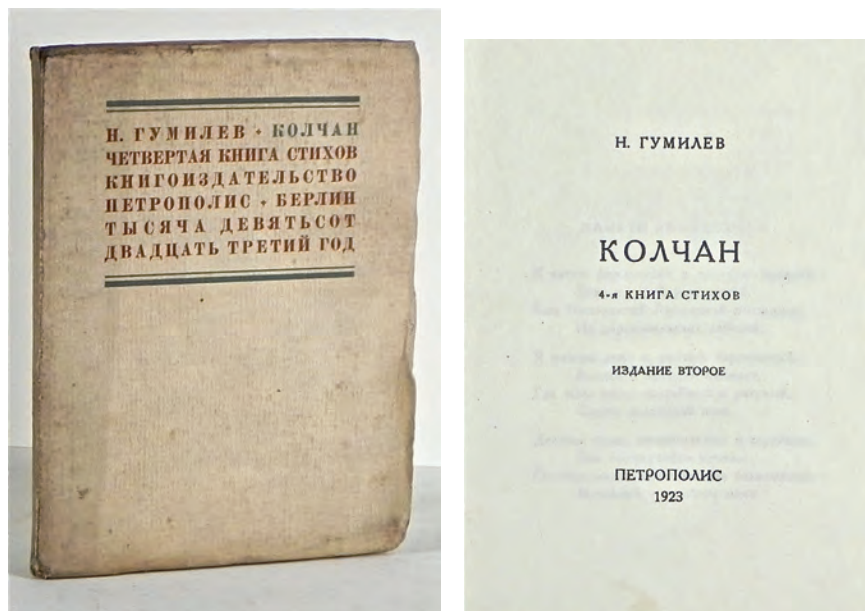 Н. ГУМИЛЕВ • КОЛЧАН
ЧЕТВЕРТАЯ КНИГА СТИХОВ
КНИГОИЗДАТЕЛЬСТВО
ПЕТРОПОЛИС • БЕРЛИН
ТЫСЯЧА ДЕВЯТЬСОТ
ДВАДЦАТЬ ТРЕТИЙ ГОД
Н. ГУМИЛЕВ
КОЛЧАН
4-я КНИГА СТИХОВ
ИЗДАНИЕ ВТОРОЕ
ПЕТРОПОЛИС
1923